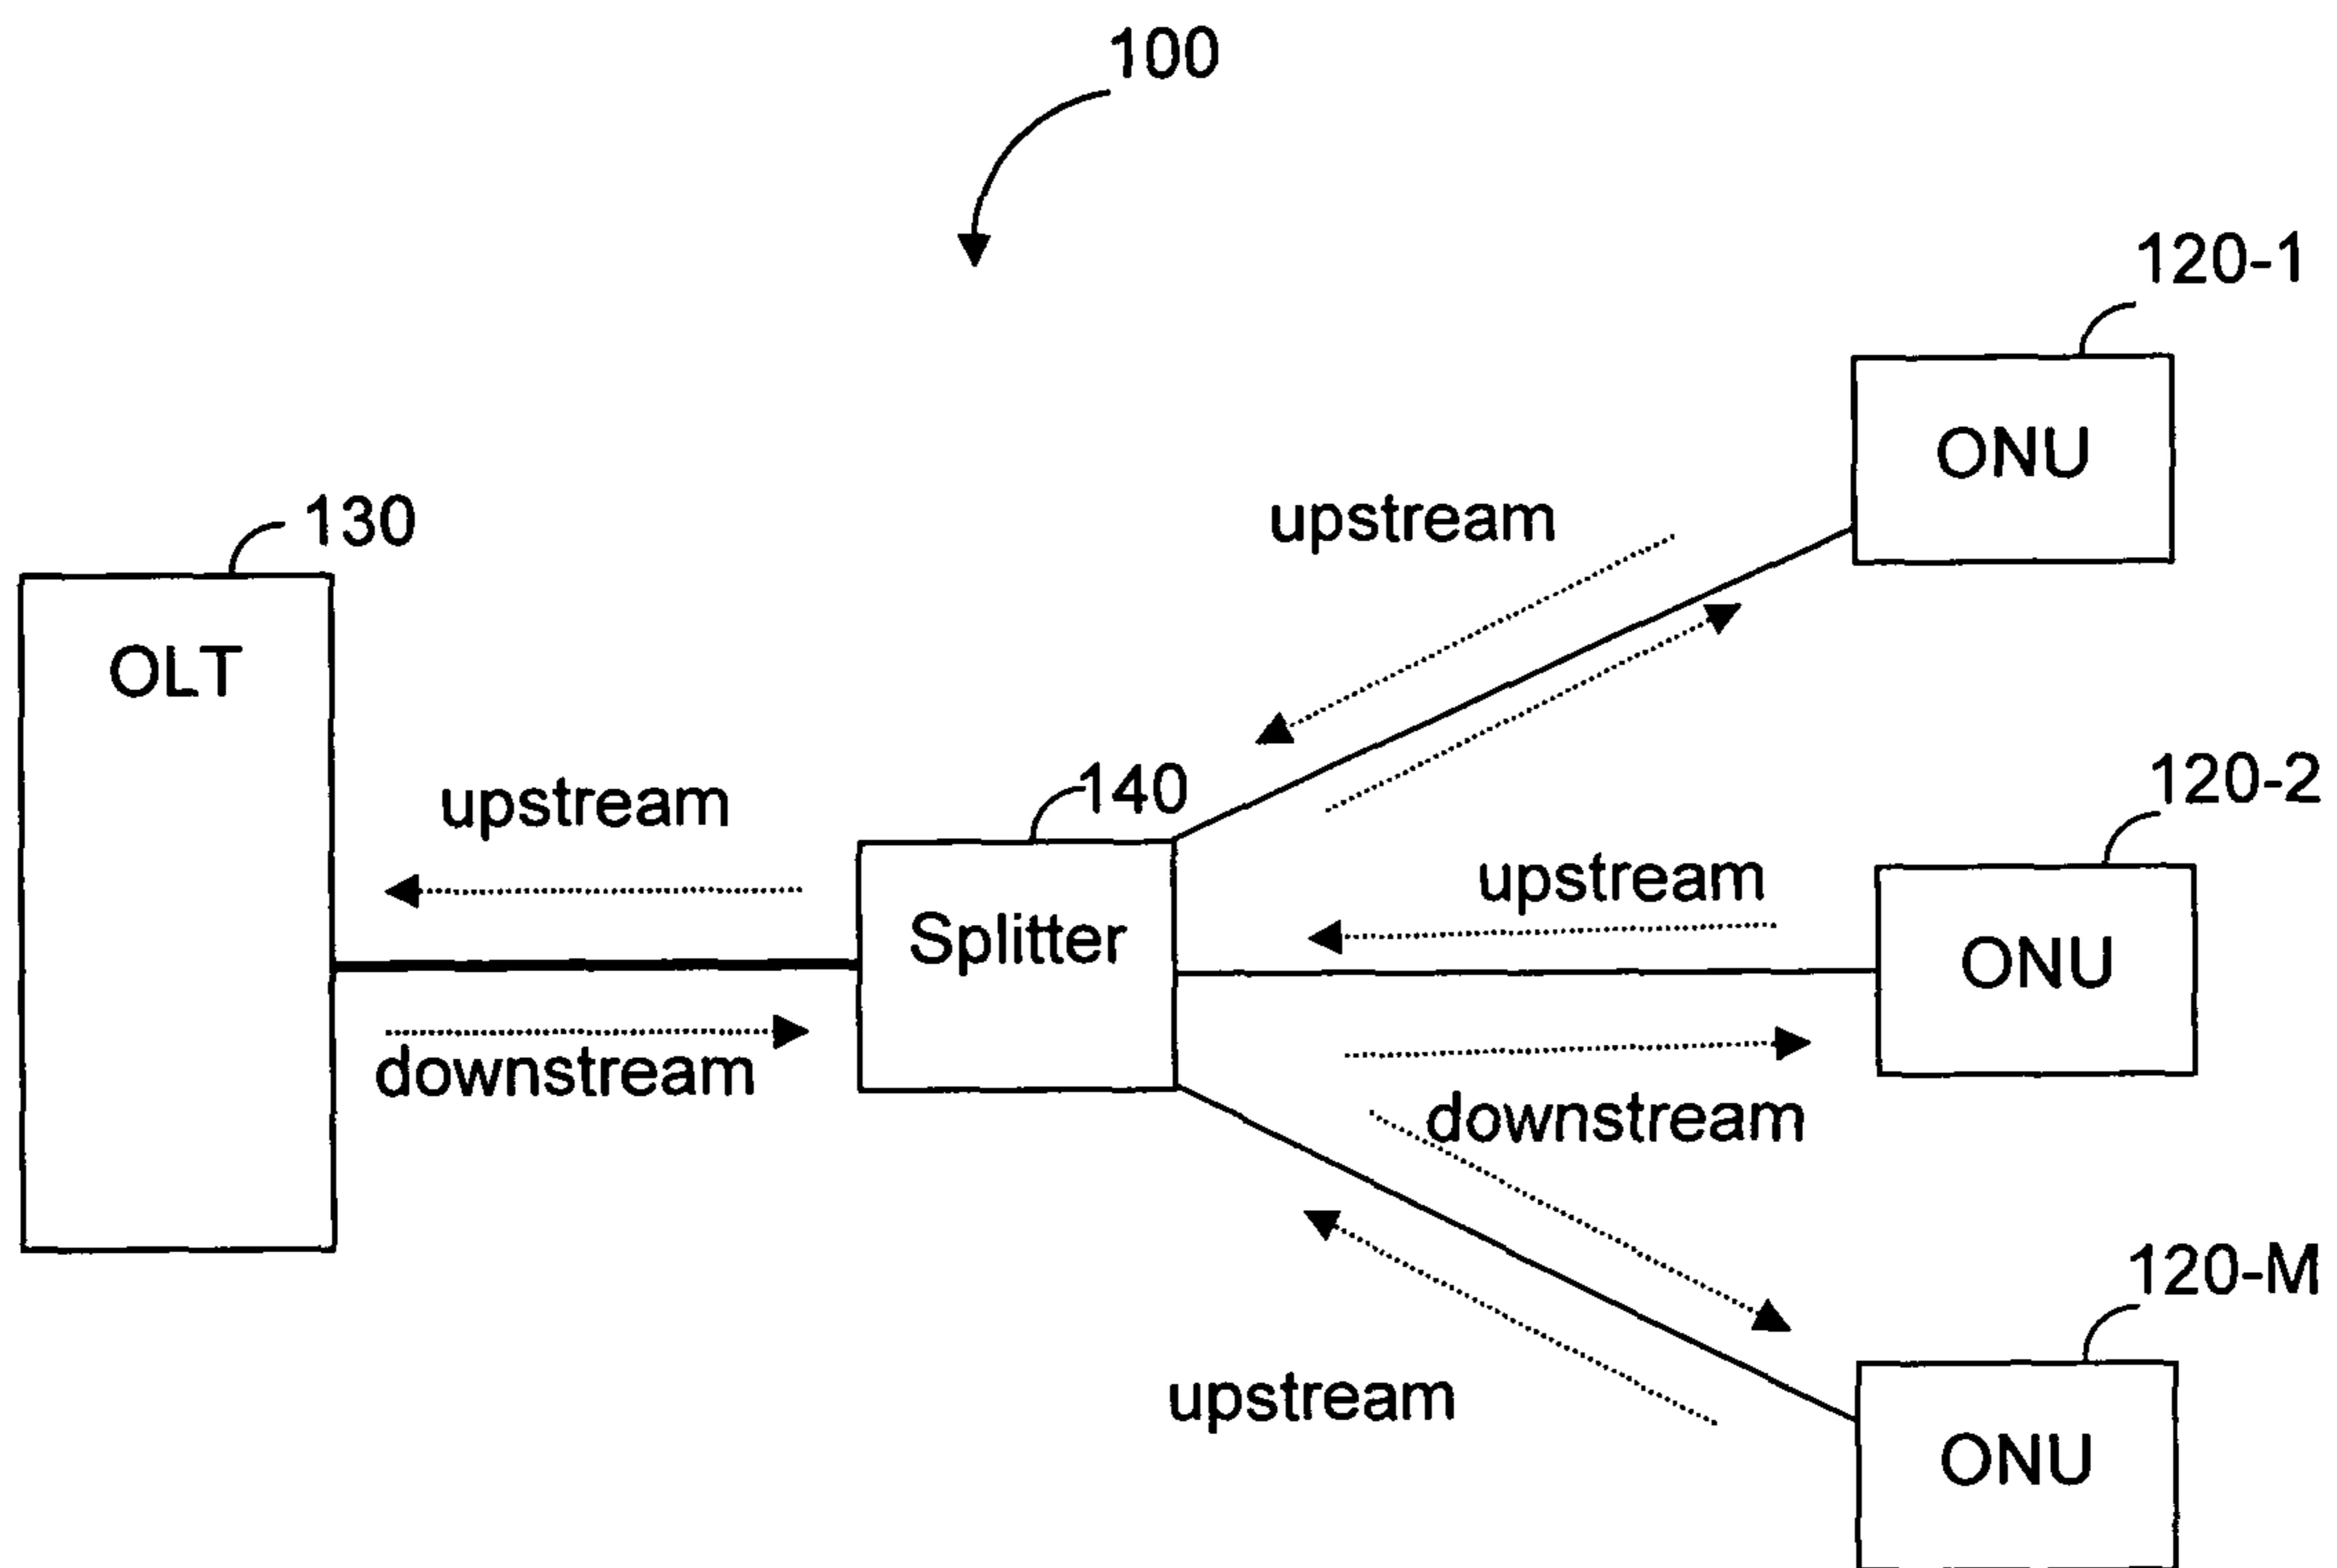 100
120-1
ONU
upstream
130
OLT
120-2
140
upstream
upstream
Splitter
ONU
downstream
downstream
120-M
upstream
ONU